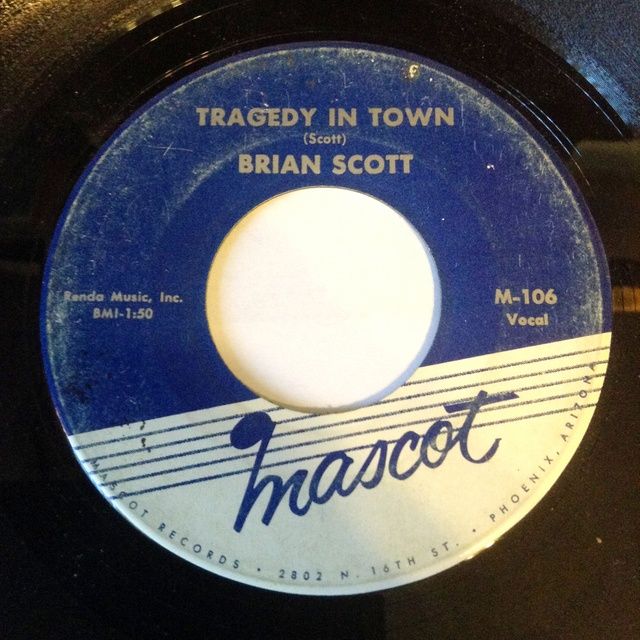 TRAGEDY IN TOWN
(Scott)
BRIAN SCOTT
Renda Music, Inc.
BMI-1:50
M-106
Vocal
mascot
MASCOT RECORDS • 2802 N. 16TH ST. • PHOENIX, ARIZONA